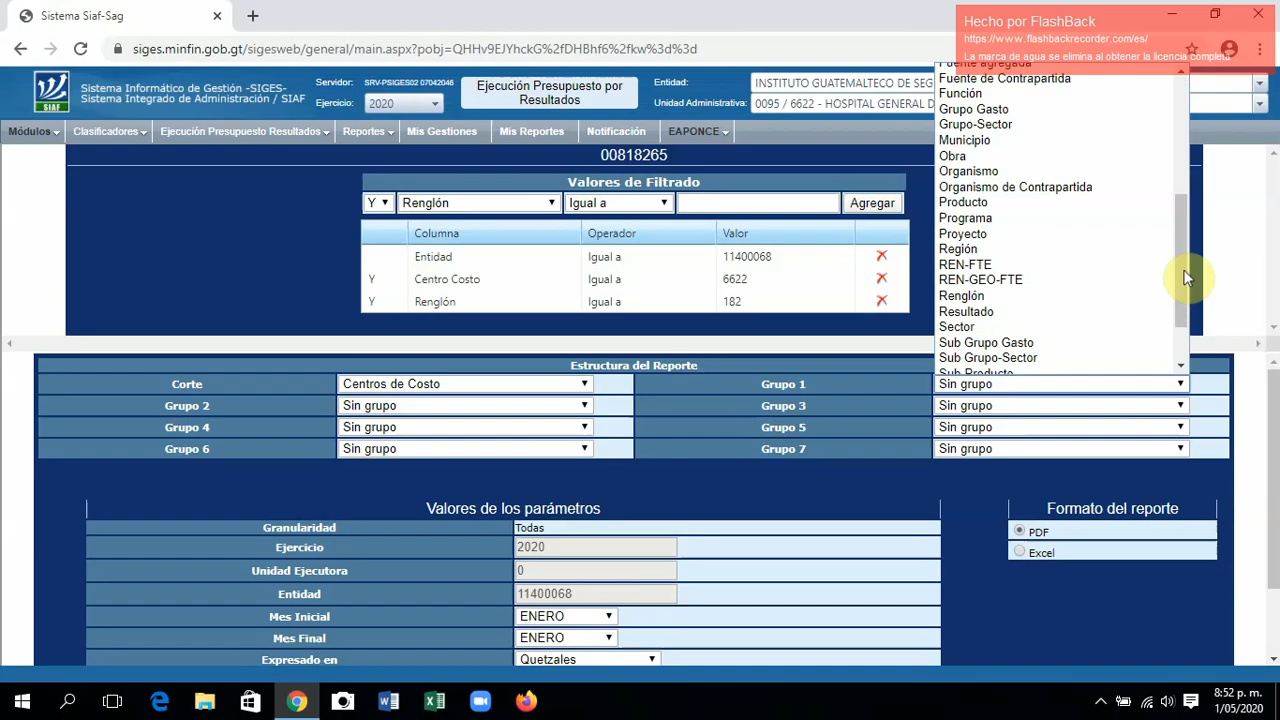 Sistema Siaf-Sag
Hecho por FlashBack
https://www.flashbackrecorder.com/es/
La marca de agua se elimina al obtener la licencia completa
siges.minfin.gob.gt/sigesweb/general/mainbox.aspx?pobj=QHHv9EJYhckG%2fDHBhf6%2fkw%3d%3d
SIAF
Sistema Informático de Gestión -SIGES-
Sistema Integrado de Administración / SIAF
Servidor: SRV-PSIGES02 07042046
Ejercicio: 2020
Ejecución Presupuesto por Resultados
Entidad: INSTITUTO GUATEMALTECO DE SEG
Unidad Administrativa: 0095 / 6622 - HOSPITAL GENERAL D
Módulos Clasificadores Ejecución Presupuesto Resultados Reportes Mis Gestiones Mis Reportes Notificación EAPONCE
00818265
Valores de Filtrado
Y Renglón Igual a Agregar
Columna Operador Valor
Entidad Igual a 11400068
Y Centro Costo Igual a 6622
Y Renglón Igual a 182
Fuente agregada
Fuente de Contrapartida
Función
Grupo Gasto
Grupo-Sector
Municipio
Obra
Organismo
Organismo de Contrapartida
Producto
Programa
Proyecto
Región
REN-FTE
REN-GEO-FTE
Renglón
Resultado
Sector
Sub Grupo Gasto
Sub Grupo-Sector
Sub Producto
Estructura del Reporte
Corte Centros de Costo Grupo 1 Sin grupo
Grupo 2 Sin grupo Grupo 3 Sin grupo
Grupo 4 Sin grupo Grupo 5 Sin grupo
Grupo 6 Sin grupo Grupo 7 Sin grupo
Valores de los parámetros
Granularidad Todas
Ejercicio 2020
Unidad Ejecutora 0
Entidad 11400068
Mes Inicial ENERO
Mes Final ENERO
Expresado en Quetzales
Formato del reporte
PDF
Excel
8:52 p. m.
1/05/2020